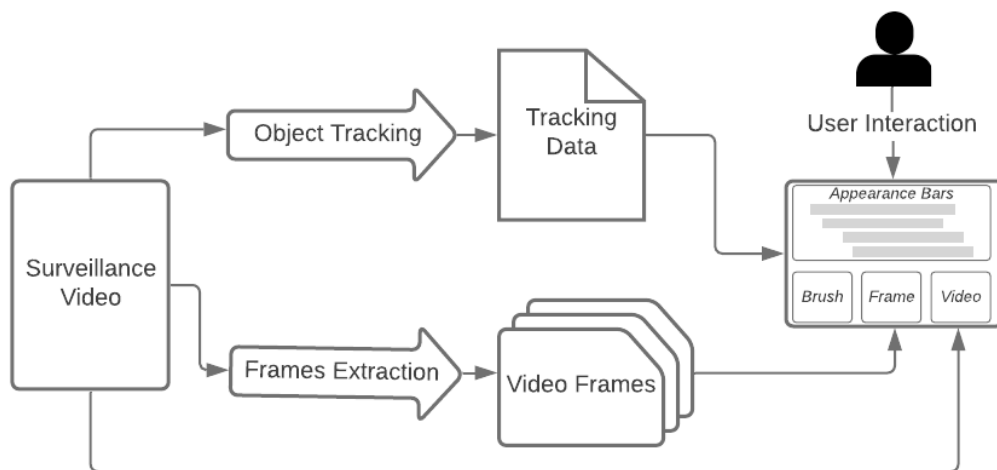 Object Tracking
Tracking
Data
User Interaction
Surveillance
Video
Appearance Bars
Brush
Frame
Video
Frames Extraction
Video Frames